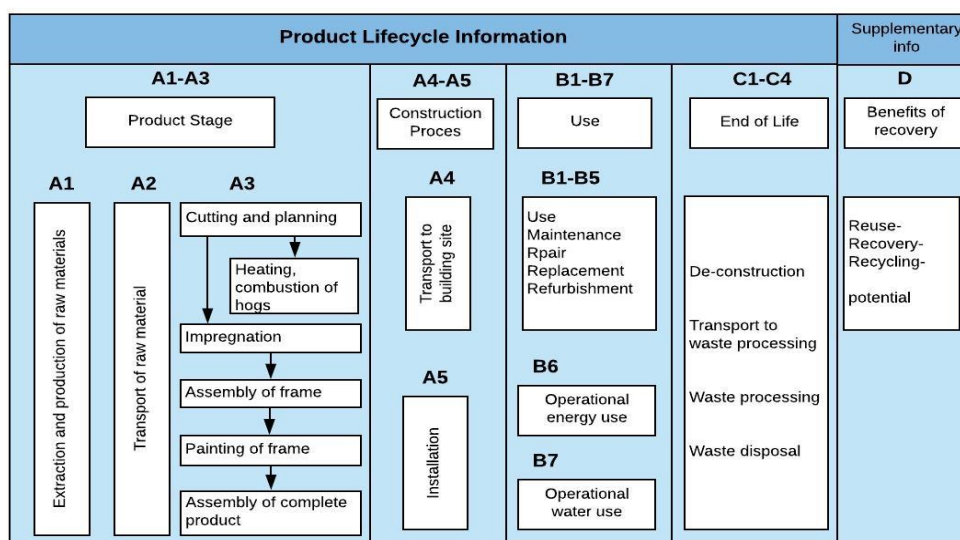 Product Lifecycle Information
Supplementary
info
A1-A3
Product Stage
A4-A5
Construction
Proces
B1-B7
Use
C1-C4
End of Life
D
Benefits of
recovery
A1
Extraction and production of raw materials
A2
Transport of raw material
A3
Cutting and planning
Heating,
combustion of
hogs
Impregnation
Assembly of frame
Painting of frame
Assembly of complete
product
A4
Transport to
building site
A5
Installation
B1-B5
Use
Maintenance
Rpair
Replacement
Refurbishment
B6
Operational
energy use
B7
Operational
water use
De-construction
Transport to
waste processing
Waste processing
Waste disposal
Reuse-
Recovery-
Recycling-
potential